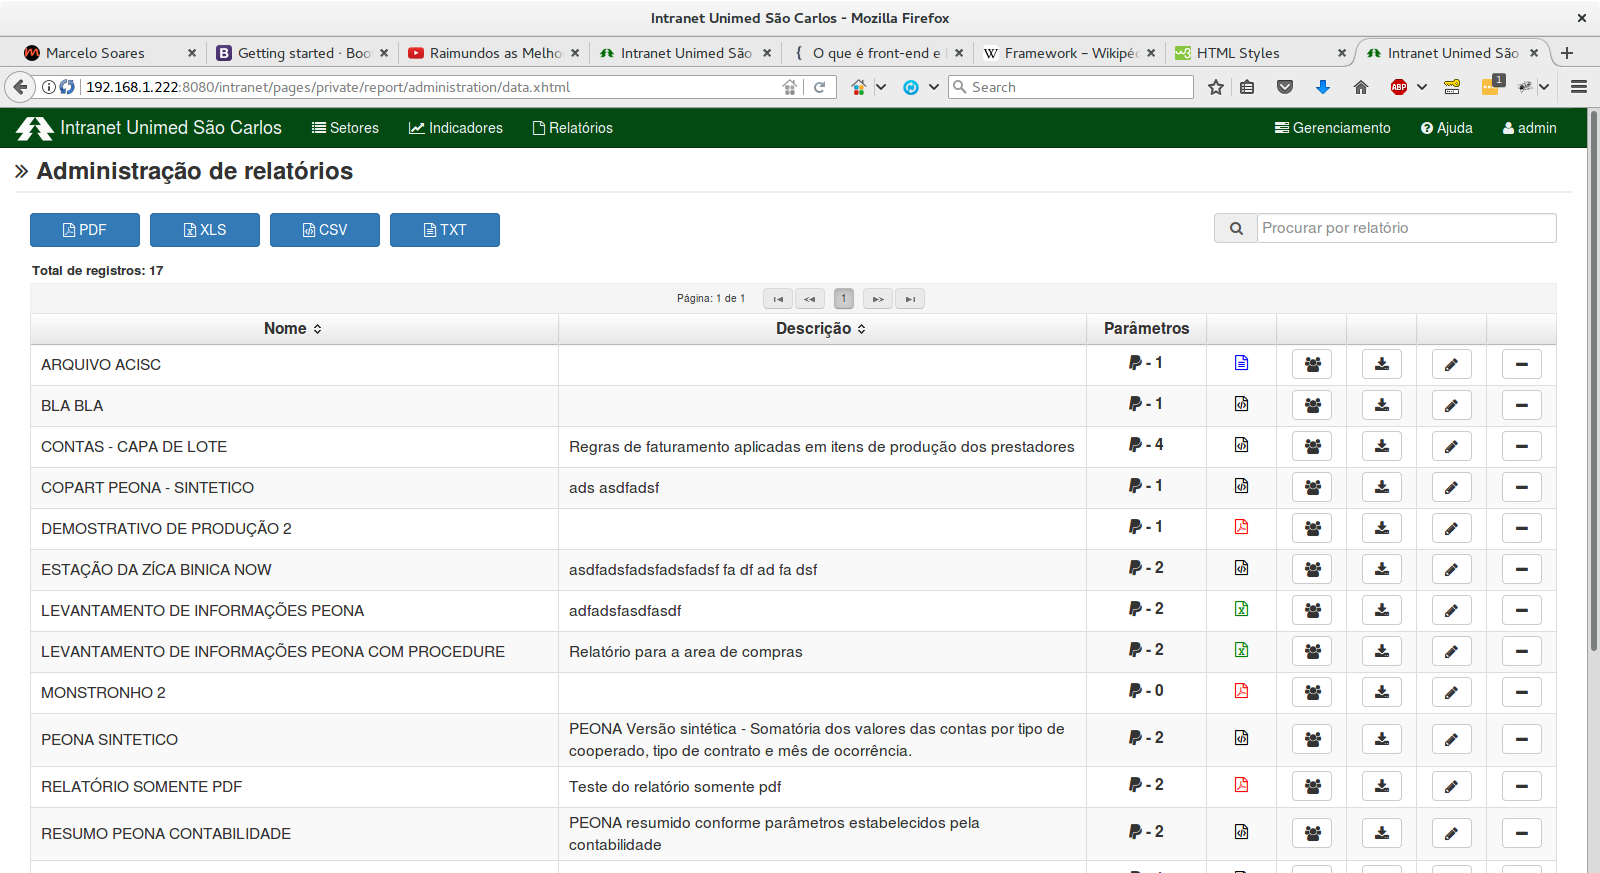 Intranet Unimed São Carlos - Mozilla Firefox
Marcelo Soares
Getting started · Boo
Raimundos as Melho
Intranet Unimed São
O que é front-end e
Framework – Wikipé
HTML Styles
Intranet Unimed São
192.168.1.222:8080/intranet/pages/private/report/administration/data.xhtml
Search
ABP
1
Intranet Unimed São Carlos
Setores
Indicadores
Relatórios
Gerenciamento
Ajuda
admin
Administração de relatórios
PDF
XLS
CSV
TXT
Procurar por relatório
Total de registros: 17
Página: 1 de 1
1
Nome
Descrição
Parâmetros
ARQUIVO ACISC
- 1
BLA BLA
- 1
CONTAS - CAPA DE LOTE
Regras de faturamento aplicadas em itens de produção dos prestadores
- 4
COPART PEONA - SINTETICO
ads asdfadsf
- 1
DEMOSTRATIVO DE PRODUÇÃO 2
- 1
ESTAÇÃO DA ZÍCA BINICA NOW
asdfadsfadsfadsfadsf fa df ad fa dsf
- 2
LEVANTAMENTO DE INFORMAÇÕES PEONA
adfadsfasdfasdf
- 2
LEVANTAMENTO DE INFORMAÇÕES PEONA COM PROCEDURE
Relatório para a area de compras
- 2
MONSTRONHO 2
- 0
PEONA SINTETICO
PEONA Versão sintética - Somatória dos valores das contas por tipo de
cooperado, tipo de contrato e mês de ocorrência.
- 2
RELATÓRIO SOMENTE PDF
Teste do relatório somente pdf
- 2
RESUMO PEONA CONTABILIDADE
PEONA resumido conforme parâmetros estabelecidos pela
contabilidade
- 2